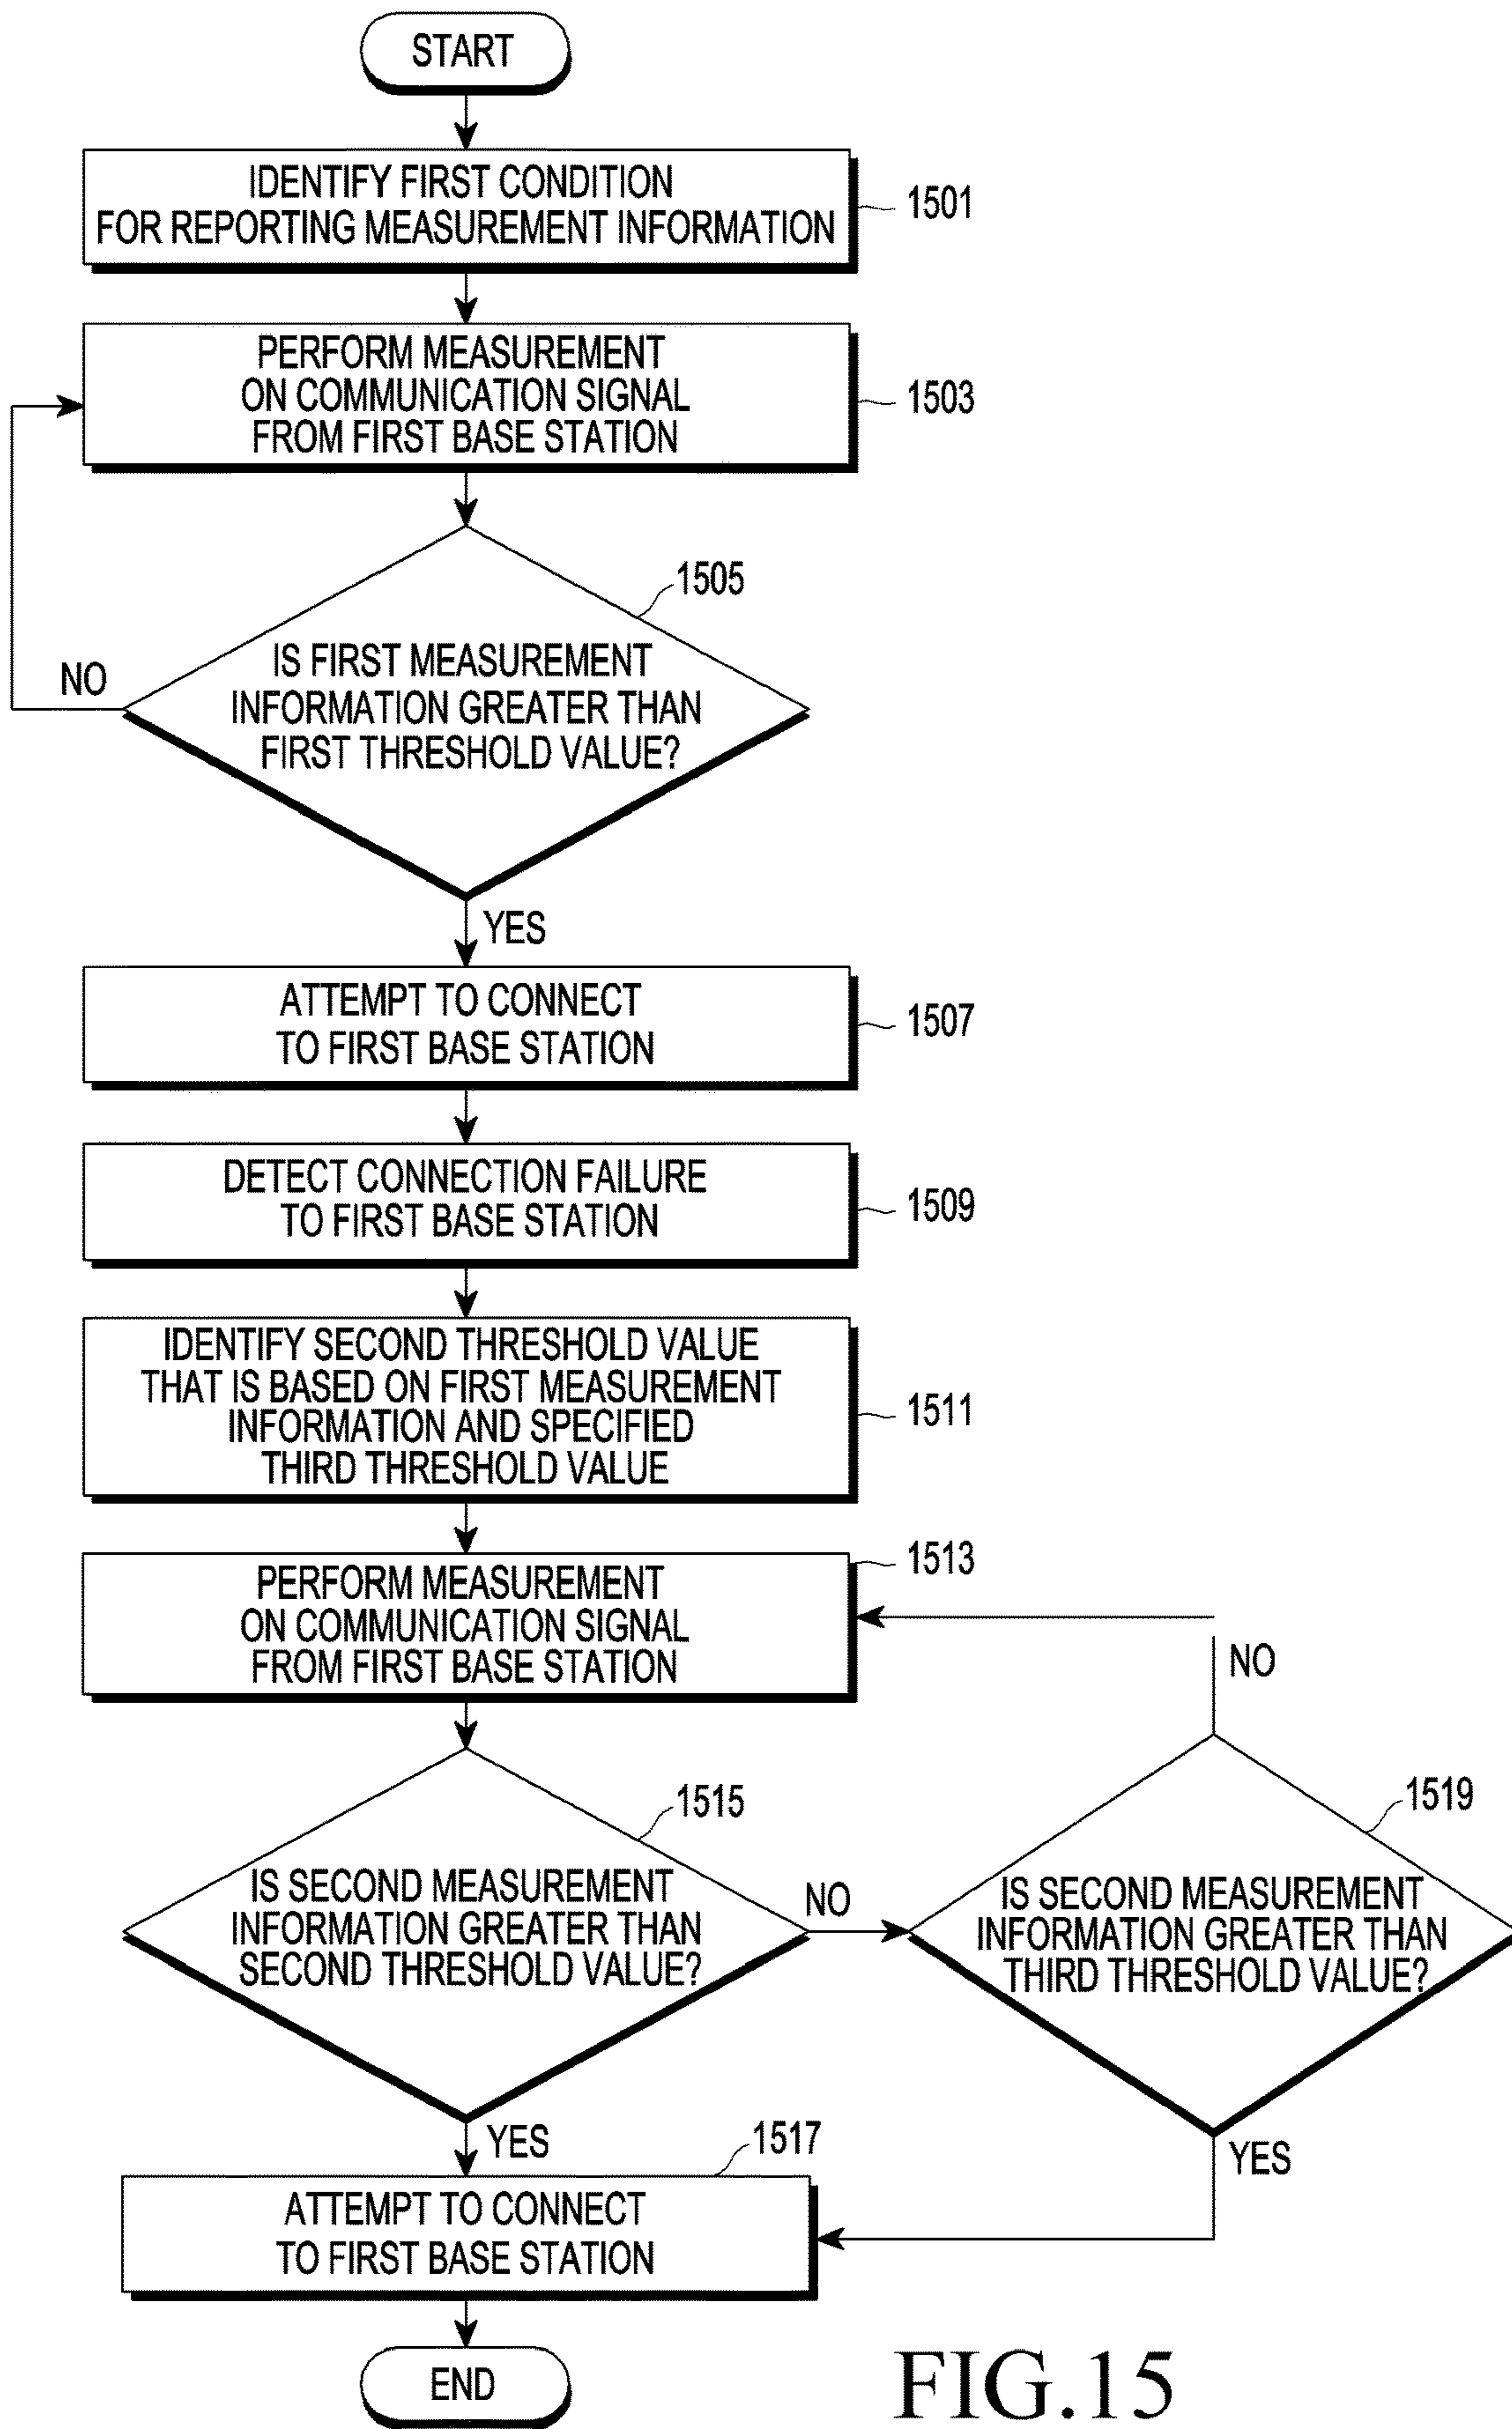 START
IDENTIFY FIRST CONDITION
FOR REPORTING MEASUREMENT INFORMATION
1501
PERFORM MEASUREMENT
ON COMMUNICATION SIGNAL
FROM FIRST BASE STATION
1503
1505
IS FIRST MEASUREMENT
INFORMATION GREATER THAN
FIRST THRESHOLD VALUE?
NO
YES
ATTEMPT TO CONNECT
TO FIRST BASE STATION
1507
DETECT CONNECTION FAILURE
TO FIRST BASE STATION
1509
IDENTIFY SECOND THRESHOLD VALUE
THAT IS BASED ON FIRST MEASUREMENT
INFORMATION AND SPECIFIED
THIRD THRESHOLD VALUE
1511
PERFORM MEASUREMENT
ON COMMUNICATION SIGNAL
FROM FIRST BASE STATION
1513
NO
1515
IS SECOND MEASUREMENT
INFORMATION GREATER THAN
SECOND THRESHOLD VALUE?
NO
1519
IS SECOND MEASUREMENT
INFORMATION GREATER THAN
THIRD THRESHOLD VALUE?
YES
YES
1517
ATTEMPT TO CONNECT
TO FIRST BASE STATION
END
FIG.15